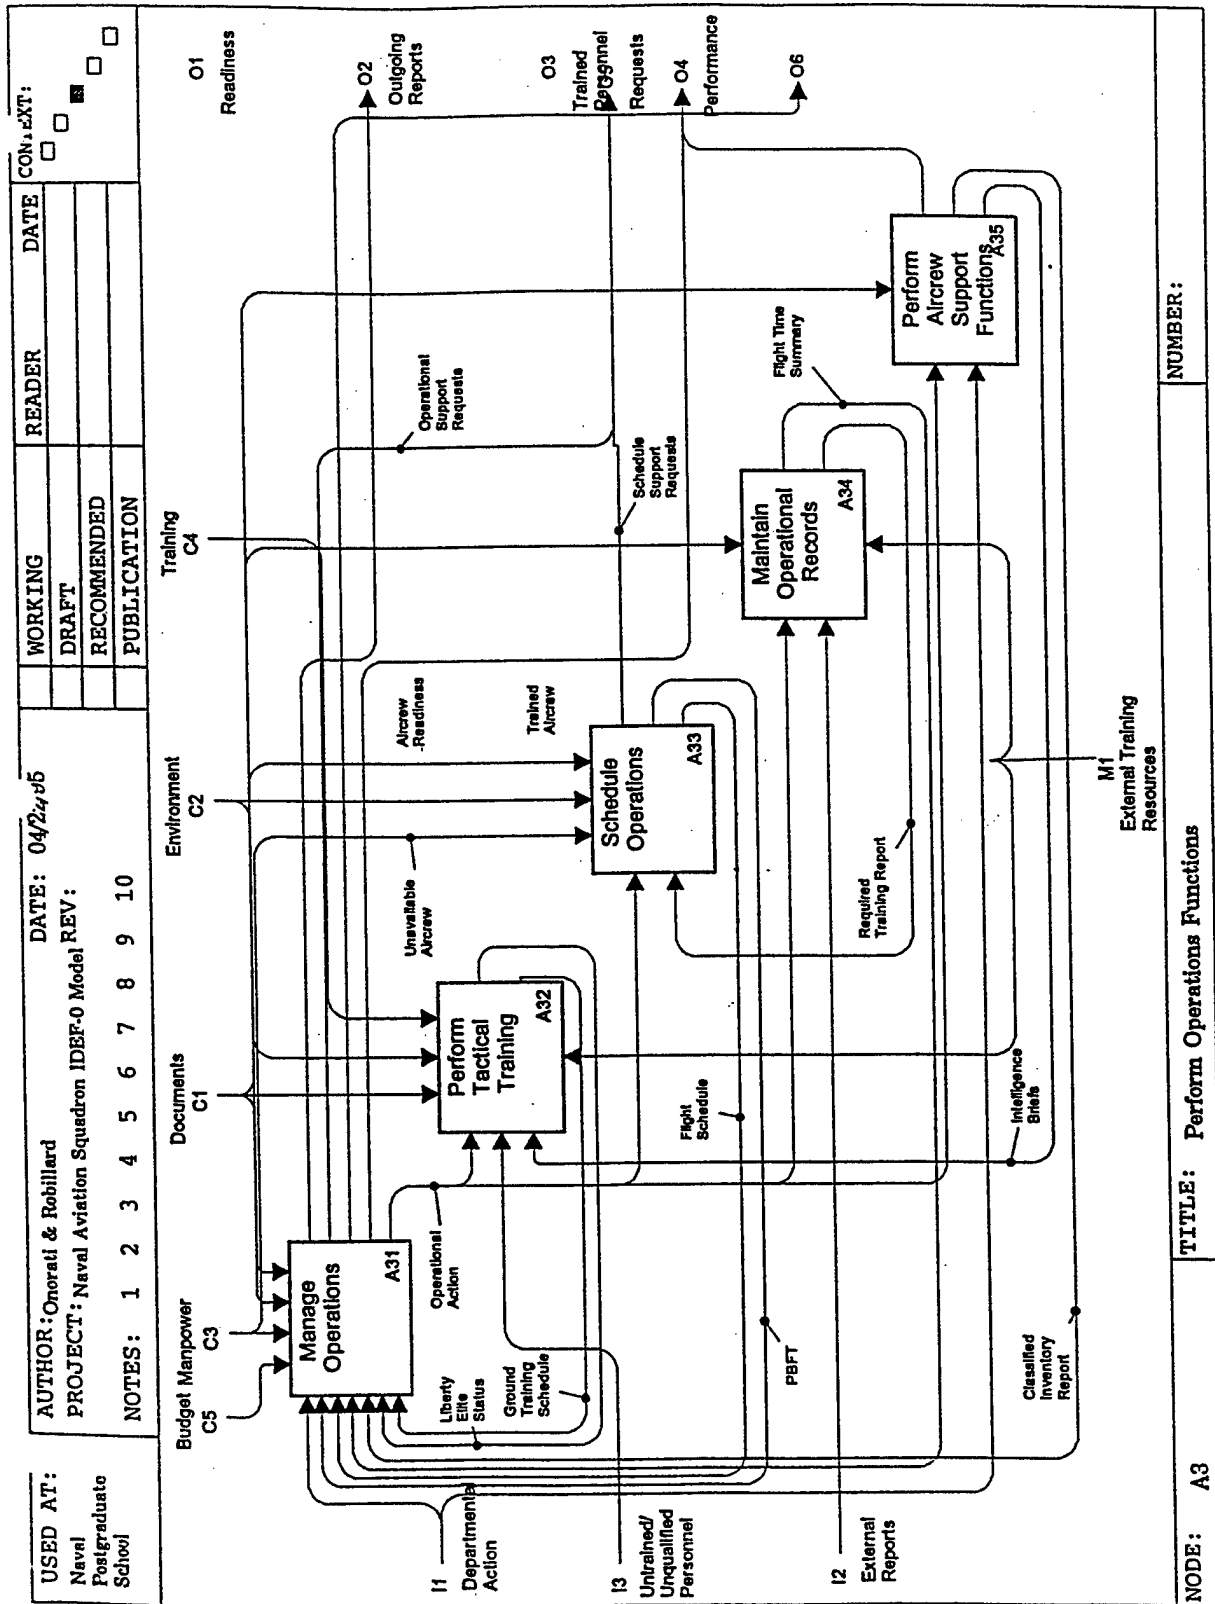 USED AT:
Naval
Postgraduate
School
AUTHOR: Onorati & Robillard
PROJECT: Naval Aviation Squadron IDEF-0 Model
NOTES: 1 2 3 4 5 6 7 8 9 10
DATE:
REV:
WORKING
DRAFT
RECOMMENDED
PUBLICATION
READER
DATE
Budget Manpower
C5
C3
Documents
C1
Environment
C2
Training
C4
O1
Readiness
O2
Outgoing
Reports
O3
Trained
Personnel
Requests
O4
Performance
O6
Manage
Operations
A31
Perform
Tactical
Training
A32
Schedule
Operations
A33
Maintain
Operational
Records
A34
Perform
Aircrew
Support
Functions
A35
Operational
Support
Requests
Schedule
Support
Requests
Flight Time
Summary
Aircrew
Readiness
Trained
Aircrew
Unavailable
Aircrew
Operational
Action
Liberty
Elite
Status
Ground
Training
Schedule
Flight
Schedule
PBFT
Required
Training Report
Intelligence
Briefs
Classified
Inventory
Report
I1
Departmental
Action
I3
Untrained/
Unqualified
Personnel
I2
External
Reports
M1
External Training
Resources
NODE: A3
TITLE: Perform Operations Functions
NUMBER: